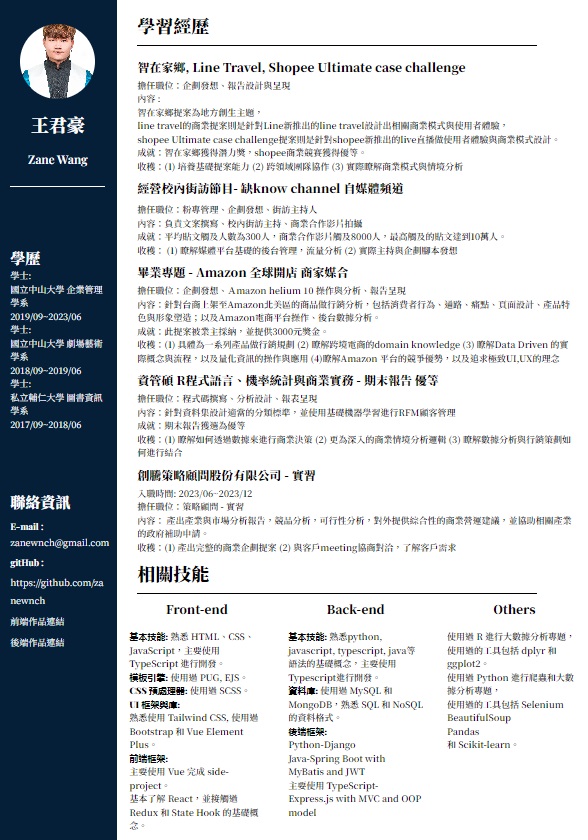 王君豪
Zane Wang
學歷
學士:
國立中山大學 企業管理
學系
2019/09~2023/06
學士:
國立中山大學 劇場藝術
學系
2018/09~2019/06
學士:
私立輔仁大學 圖書資訊
學系
2017/09~2018/06
聯絡資訊
E-mail :
zanewnch@gmail.com
gitHub :
https://github.com/za
newnch
前端作品連結
後端作品連結
學習經歷
智在家鄉, Line Travel, Shopee Ultimate case challenge
擔任職位：企劃發想、報告設計與呈現
內容 :
智在家鄉提案為地方創生主題，
line travel的商業提案則是針對Line新推出的line travel設計出相關商業模式與使用者體驗，
shopee Ultimate case challenge提案則是針對shopee新推出的live直播做使用者體驗與商業模式設計。
成就：智在家鄉獲得潛力獎，shopee商業競賽獲得優等。
收穫：(1) 培養基礎提案能力 (2) 跨領域團隊協作 (3) 實際瞭解商業模式與情境分析
經營校內街訪節目- 缺know channel 自媒體頻道
擔任職位：粉專管理、企劃發想、街訪主持人
內容：負責文案撰寫、校內街訪主持、商業合作影片拍攝
成就：平均貼文觸及人數為300人，商業合作影片觸及8000人，最高觸及的貼文達到10萬人。
收穫： (1) 瞭解媒體平台基礎的後台管理，流量分析 (2) 實際主持與企劃腳本發想
畢業專題 - Amazon 全球開店 商家媒合
擔任職位：企劃發想、Amazon helium 10 操作與分析、報告呈現
內容：針對台商上架至Amazon北美區的商品做行銷分析，包括消費者行為、通路、痛點、頁面設計、產品特
色與形象塑造；以及Amazon電商平台操作、後台數據分析。
成就：此提案被業主採納，並提供3000元獎金。
收穫：(1) 具體為一系列產品做行銷規劃 (2) 瞭解跨境電商的domain knowledge (3) 瞭解Data Driven 的實
際概念與流程，以及量化資訊的操作與應用 (4)瞭解Amazon 平台的競爭優勢，以及追求極致UI,UX的理念
資管碩 R程式語言、機率統計與商業實務 - 期末報告 優等
擔任職位：程式碼撰寫、分析設計、報表呈現
內容：針對資料集設計適當的分類標準，並使用基礎機器學習進行RFM顧客管理
成就：期末報告獲選為優等
收穫：(1) 瞭解如何透過數據來進行商業決策 (2) 更為深入的商業情境分析邏輯 (3) 瞭解數據分析與行銷策劃如
何進行結合
創騰策略顧問股份有限公司 - 實習
入職時間: 2023/06~2023/12
擔任職位：策略顧問 - 實習
內容： 產出產業與市場分析報告，競品分析，可行性分析，對外提供綜合性的商業營運建議，並協助相關產業
的政府補助申請。
收穫：(1) 產出完整的商業企劃提案 (2) 與客戶meeting協商對洽，了解客戶需求
相關技能
Front-end
基本技能: 熟悉 HTML、CSS、
JavaScript，主要使用
TypeScript 進行開發。
模板引擎: 使用 PUG, EJS。
CSS 預處理器: 使用 SCSS。
UI 框架與庫:
熟悉使用 Tailwind CSS, 使用過
Bootstrap 和 Vue Element
Plus。
前端框架:
主要使用 Vue 完成 side-
project。
基本了解 React，並接觸過
Redux 和 State Hook 的基礎概
念。
Back-end
基本技能: 熟悉python,
javascript, typescript, java等
語法的基礎概念，主要使用
Typescript進行開發。
資料庫: 使用過 MySQL 和
MongoDB，熟悉 SQL 和 NoSQL
的資料格式。
後端框架:
Python-Django
Java-Spring Boot with
MyBatis and JWT
主要使用 TypeScript-
Express.js with MVC and OOP
model
Others
使用過 R 進行大數據分析專題，
使用過的工具包括 dplyr 和
ggplot2。
使用過 Python 進行爬蟲和大數
據分析專題，
使用過的工具包括 Selenium
BeautifulSoup
Pandas
和 Scikit-learn。